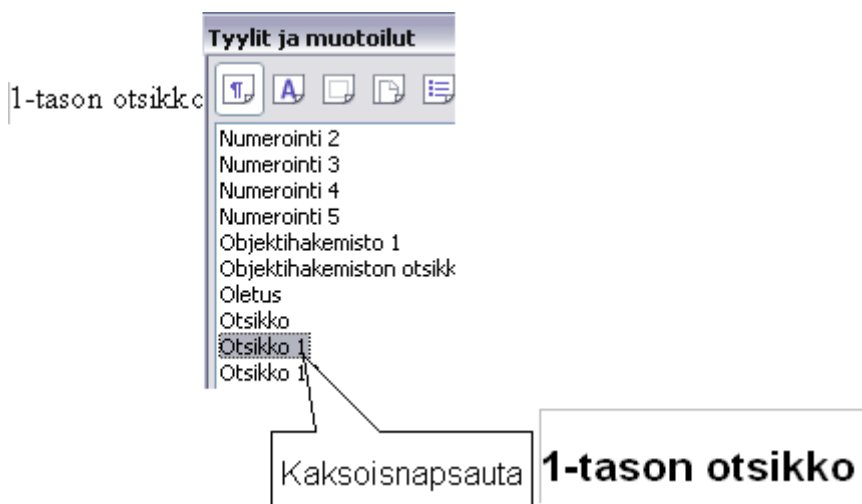 Tyylit ja muotoilut
1-tason otsikko
Numerointi 2
Numerointi 3
Numerointi 4
Numerointi 5
Objektihakemisto 1
Objektihakemiston otsikk
Oletus
Otsikko
Otsikko 1
Otsikko 1
Kaksoisnapsauta
1-tason otsikko